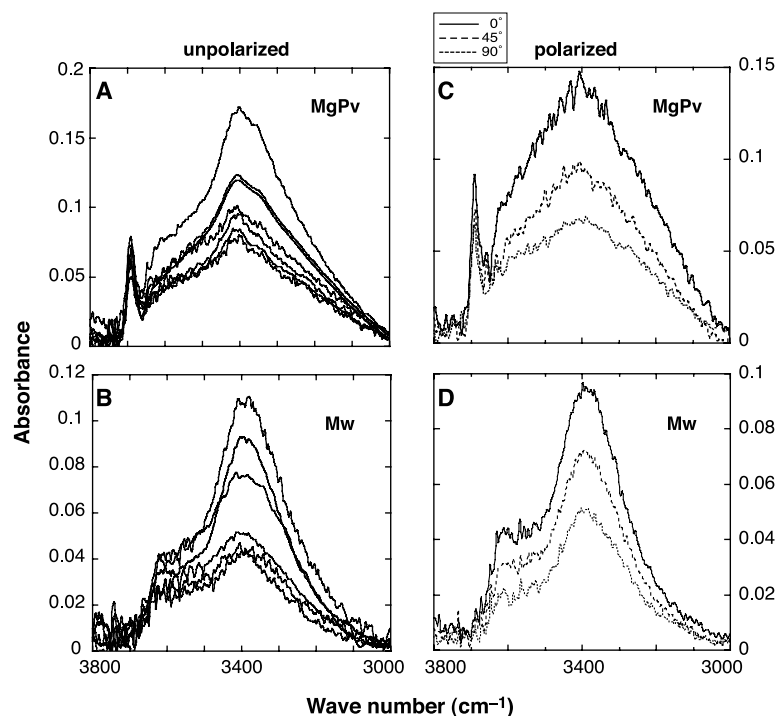 0°
45°
90°
unpolarized
polarized
0.2
A
MgPv
0.15
0.1
0.05
0
C
MgPv
0.15
0.1
0.05
0
Absorbance
0.12
B
Mw
0.1
0.08
0.06
0.04
0.02
0
3800
3400
3000
D
Mw
0.1
0.08
0.06
0.04
0.02
0
3800
3400
3000
Wave number (cm⁻¹)